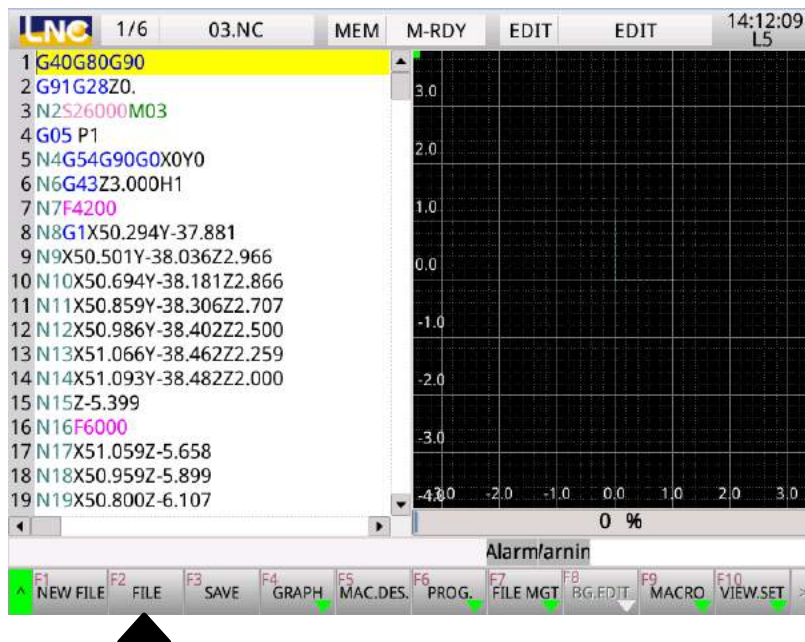 LNC 1/6 03.NC MEM M-RDY EDIT EDIT 14:12:09
L5
1 G40G80G90
2 G91G28Z0.
3 N2S26000M03
4 G05 P1
5 N4G54G90G0X0Y0
6 N6G43Z3.000H1
7 N7F4200
8 N8G1X50.294Y-37.881
9 N9X50.501Y-38.036Z2.966
10 N10X50.694Y-38.181Z2.866
11 N11X50.859Y-38.306Z2.707
12 N12X50.986Y-38.402Z2.500
13 N13X51.066Y-38.462Z2.259
14 N14X51.093Y-38.482Z2.000
15 N15Z-5.399
16 N16F6000
17 N17X51.059Z-5.658
18 N18X50.959Z-5.899
19 N19X50.800Z-6.107
3.0
2.0
1.0
0.0
-1.0
-2.0
-3.0
-2.0 -1.0 0.0 1.0 2.0 3.0
0 %
Alarm/arnin
F1 F2 F3 F4 F5 F6 F7 F8 F9 F10
^ NEW FILE FILE SAVE GRAPH MAC.DES. PROG. FILE MGT BG.EDIT MACRO VIEW.SET >